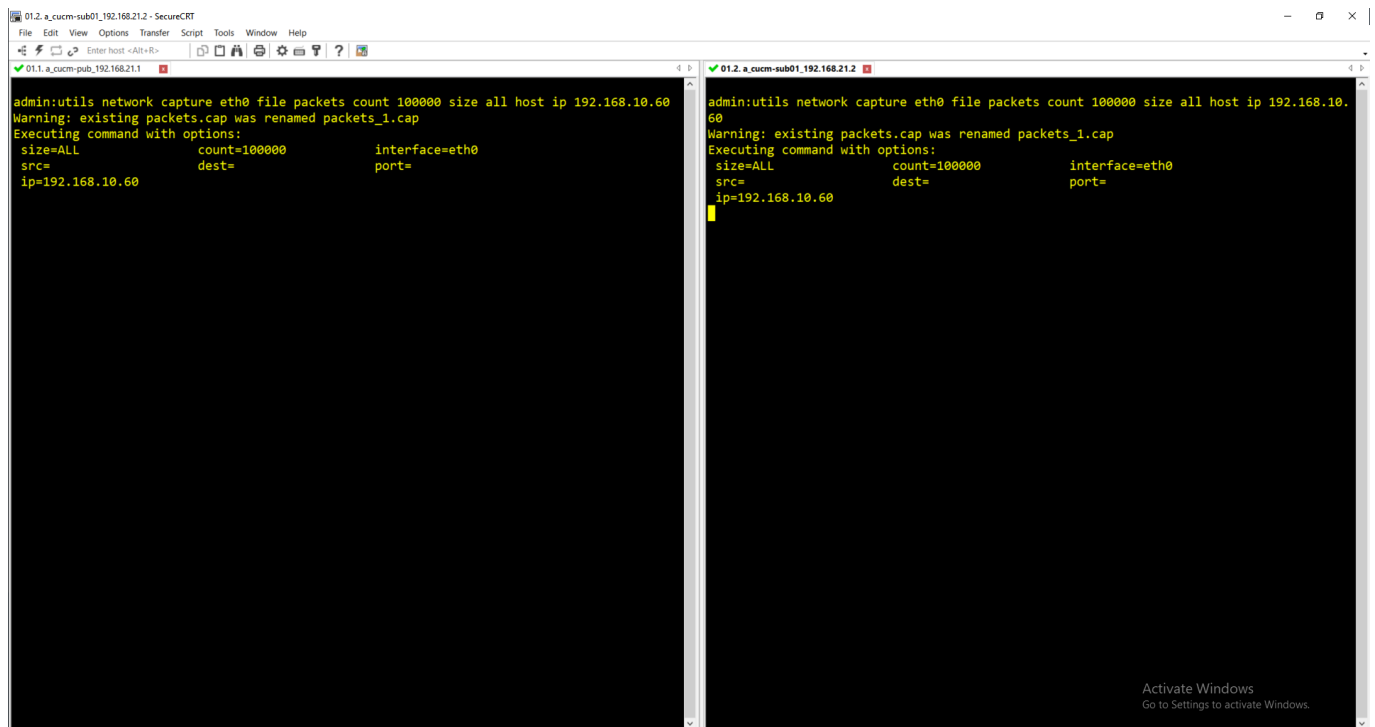 01.2. a_cucm-sub01_192.168.21.2 - SecureCRT
File Edit View Options Transfer Script Tools Window Help
Enter host <Alt+R>
01.1. a_cucm-pub_192.168.21.1
admin:utils network capture eth0 file packets count 100000 size all host ip 192.168.10.60
Warning: existing packets.cap was renamed packets_1.cap
Executing command with options:
size=ALL count=100000 interface=eth0
src= dest= port=
ip=192.168.10.60
01.2. a_cucm-sub01_192.168.21.2
admin:utils network capture eth0 file packets count 100000 size all host ip 192.168.10.
60
Warning: existing packets.cap was renamed packets_1.cap
Executing command with options:
size=ALL count=100000 interface=eth0
src= dest= port=
ip=192.168.10.60
Activate Windows
Go to Settings to activate Windows.